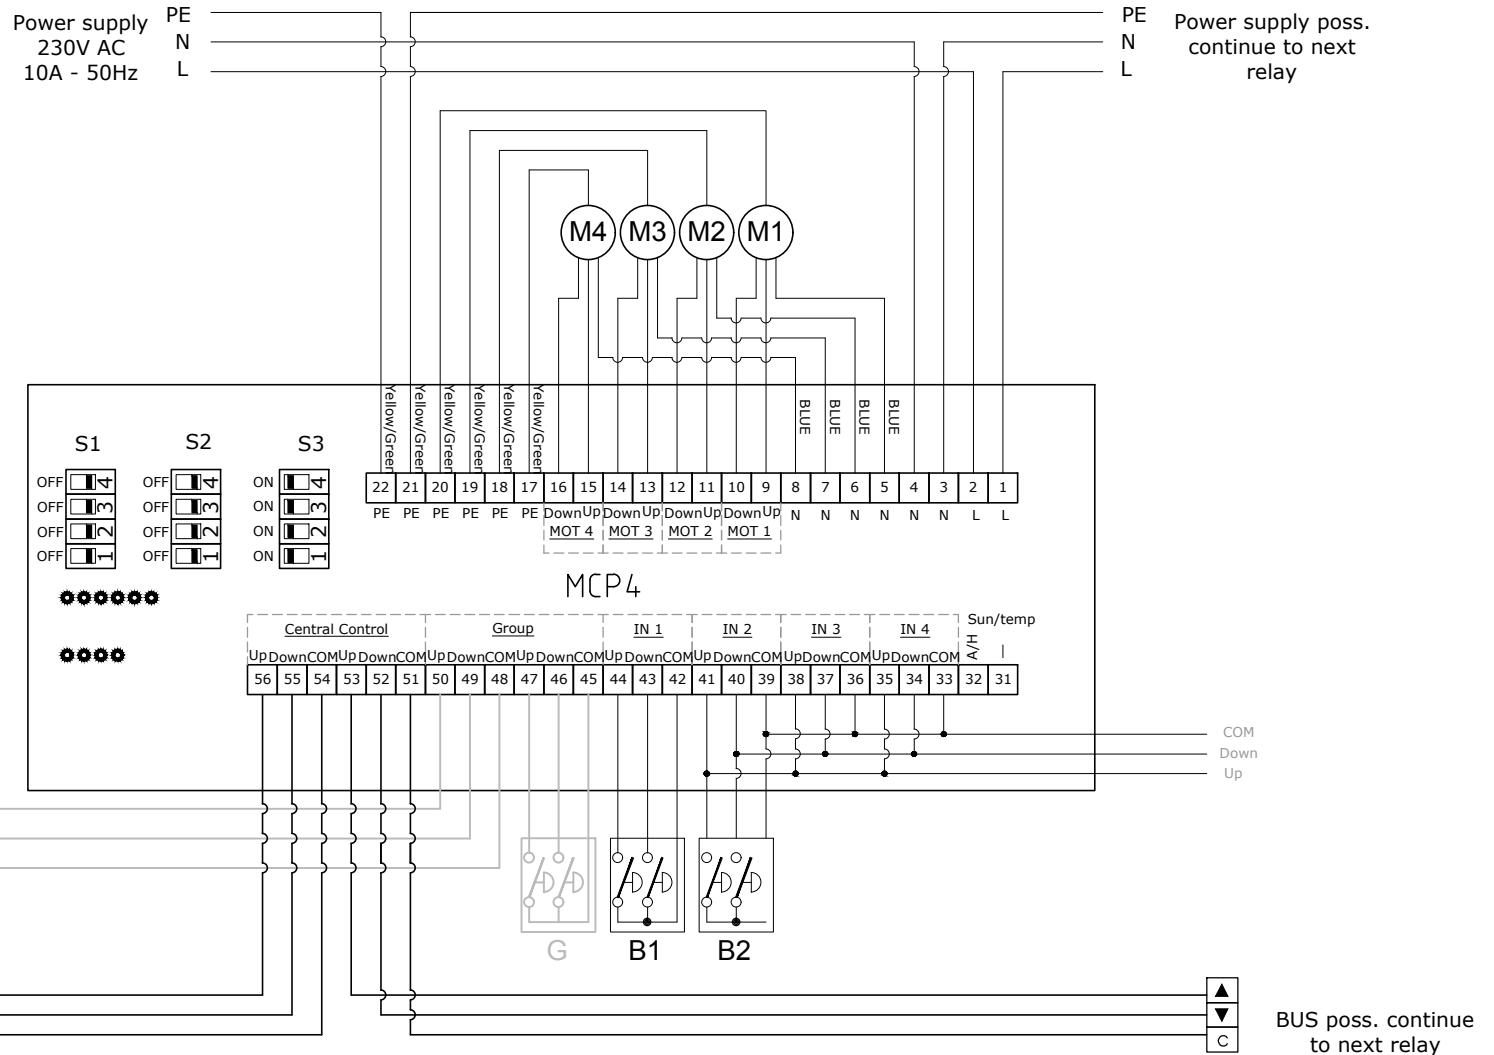 Power supply
230V AC
10A - 50Hz
PE
N
L
PE
N
L
Power supply poss.
continue to next
relay
M4 M3 M2 M1
Yellow/Green Yellow/Green Yellow/Green Yellow/Green Yellow/Green Yellow/Green BLUE BLUE BLUE BLUE
S1 S2 S3
OFF 4 OFF 4 ON 4
OFF 3 OFF 3 ON 3
OFF 2 OFF 2 ON 2
OFF 1 OFF 1 ON 1
22 21 20 19 18 17 16 15 14 13 12 11 10 9 8 7 6 5 4 3 2 1
PE PE PE PE PE PE Down Up Down Up Down Up Down Up N N N N N N L L
MOT 4 MOT 3 MOT 2 MOT 1
MCP4
Central Control Group IN 1 IN 2 IN 3 IN 4 Sun/temp
Up Down COM Up Down COM Up Down COM Up Down COM Up Down COM Up Down COM Up Down COM Up Down COM A/H —
56 55 54 53 52 51 50 49 48 47 46 45 44 43 42 41 40 39 38 37 36 35 34 33 32 31
COM
Down
Up
G B1 B2
▲
▼
C
BUS poss. continue
to next relay